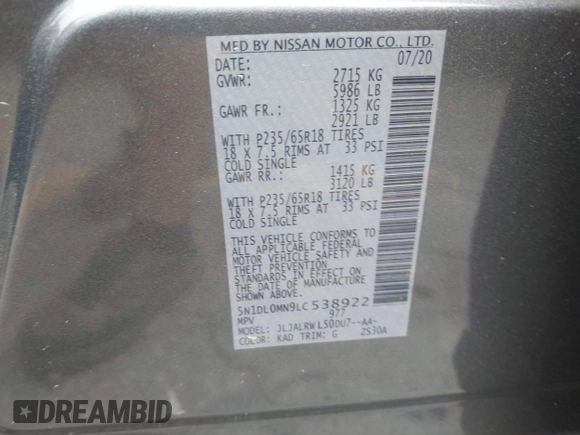 MFD BY NISSAN MOTOR CO., LTD.
DATE: 07/20
GVWR: 2715 KG
5986 LB
GAWR FR.: 1325 KG
2921 LB
WITH P235/65R18 TIRES
18 X 7.5 RIMS AT 33 PSI
COLD SINGLE
GAWR RR.: 1415 KG
3120 LB
WITH P235/65R18 TIRES
18 X 7.5 RIMS AT 33 PSI
COLD SINGLE
THIS VEHICLE CONFORMS TO
ALL APPLICABLE FEDERAL
MOTOR VEHICLE SAFETY AND
THEFT PREVENTION
STANDARDS IN EFFECT ON
THE DATE OF MANUFACTURE
SHOWN ABOVE.
5N1DL0MN9LC538922
MPV 977
MODEL: JLJALRWL50DU7--AA-
COLOR: KAD TRIM: G 2S30A
DREAMBID